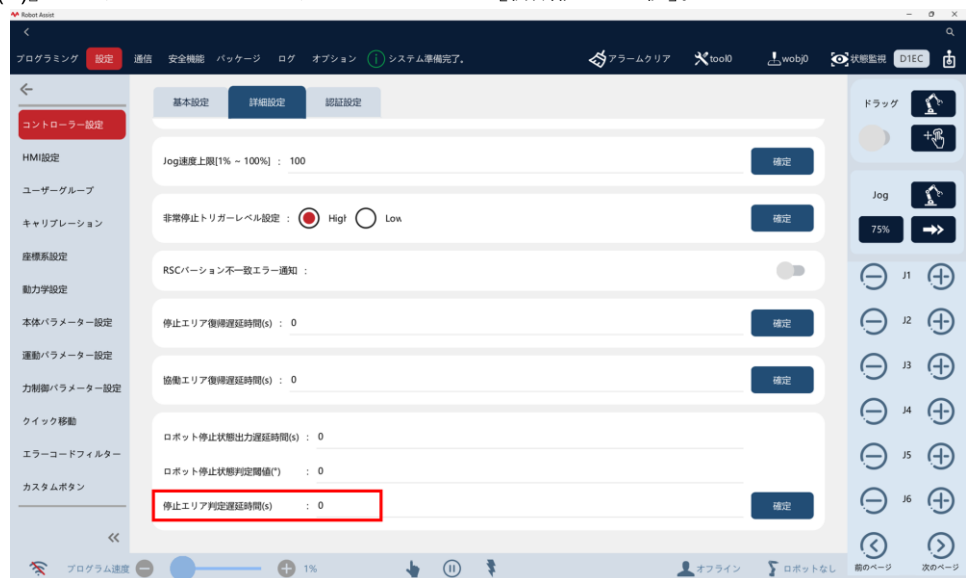 Robot Assist
プログラミング 設定 通信 安全機能 パッケージ ログ オプション システム準備完了。 アラームクリア tool0 wobj0 状態監視 D1EC
基本設定 詳細設定 認証設定
コントローラー設定
HMI設定
ユーザーグループ
キャリブレーション
座標系設定
動力学設定
本体パラメーター設定
運動パラメーター設定
力制御パラメーター設定
クイック移動
エラーコードフィルター
カスタムボタン
Jog速度上限[1% ~ 100%] : 100 確定
非常停止トリガーレベル設定 : High Low 確定
RSCバージョン不一致エラー通知 :
停止エリア復帰遅延時間(s) : 0 確定
協働エリア復帰遅延時間(s) : 0 確定
ロボット停止状態出力遅延時間(s) : 0
ロボット停止状態判定閾値(°) : 0
停止エリア判定遅延時間(s) : 0 確定
ドラッグ
Jog
75%
J1
J2
J3
J4
J5
J6
前のページ 次のページ
プログラム速度 1% オフライン ロボットなし